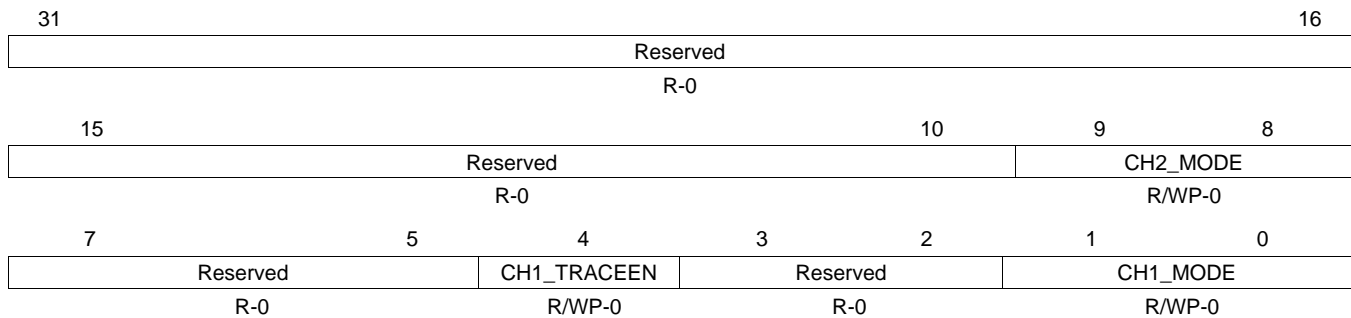 31 16
Reserved
R-0
15 10 9 8
Reserved CH2_MODE
R-0 R/WP-0
7 5 4 3 2 1 0
Reserved CH1_TRACEEN Reserved CH1_MODE
R-0 R/WP-0 R-0 R/WP-0